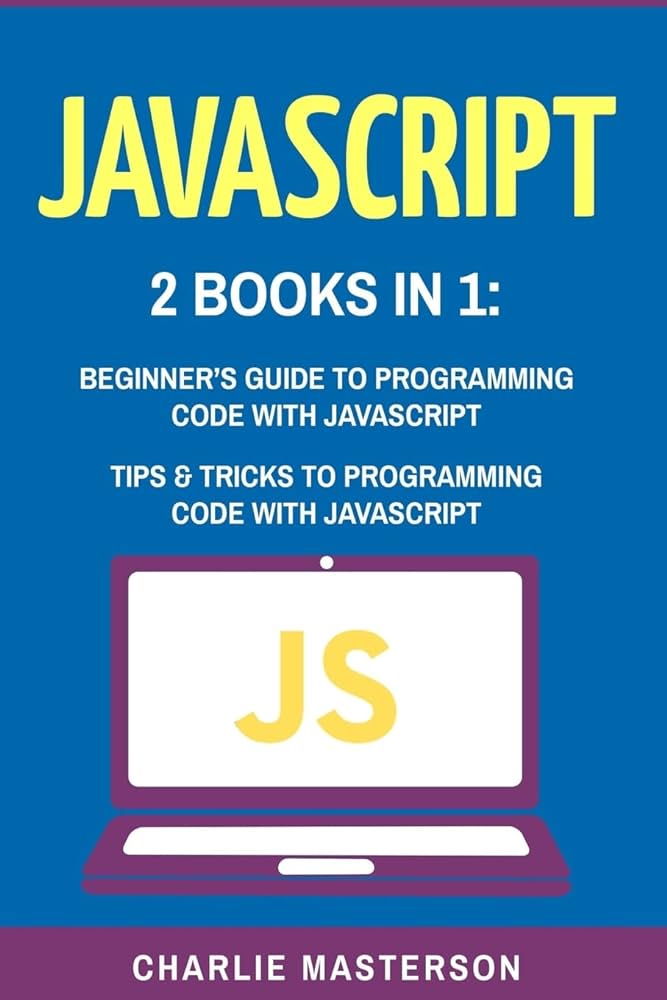 JAVASCRIPT
2 BOOKS IN 1:
BEGINNER’S GUIDE TO PROGRAMMING
CODE WITH JAVASCRIPT
TIPS & TRICKS TO PROGRAMMING
CODE WITH JAVASCRIPT
JS
CHARLIE MASTERSON